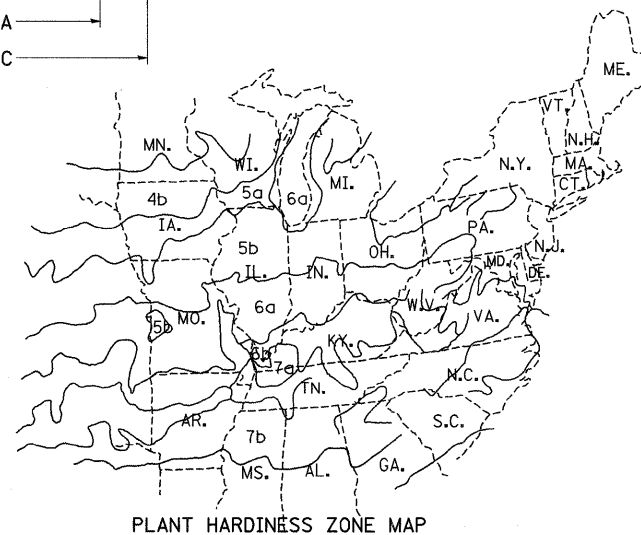 A
C
ME.
VT.
N.H.
MN.
WI.
MI.
N.Y.
MA.
CT.
4b
5a
6a
IA.
5b
OH.
PA.
N.J.
IL.
IN.
MD.
DE.
6a
MO.
5b
W.V.
VA.
KY.
6b
7a
TN.
N.C.
AR.
S.C.
7b
MS.
AL.
GA.
PLANT HARDINESS ZONE MAP